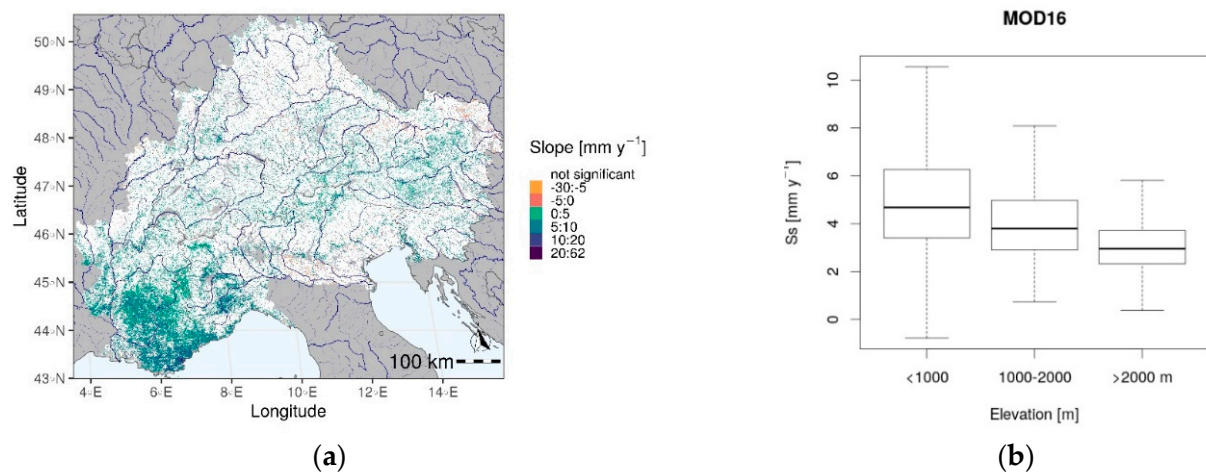 50◦N
49◦N
48◦N
47◦N
46◦N
45◦N
44◦N
43◦N
Latitude
4◦E 6◦E 8◦E 10◦E 12◦E 14◦E
Longitude
100 km
Slope [mm y⁻¹]
not significant
-30:-5
-5:0
0:5
5:10
10:20
20:62
(a)
MOD16
10
8
6
4
2
0
Ss [mm y⁻¹]
<1000 1000-2000 >2000 m
Elevation [m]
(b)